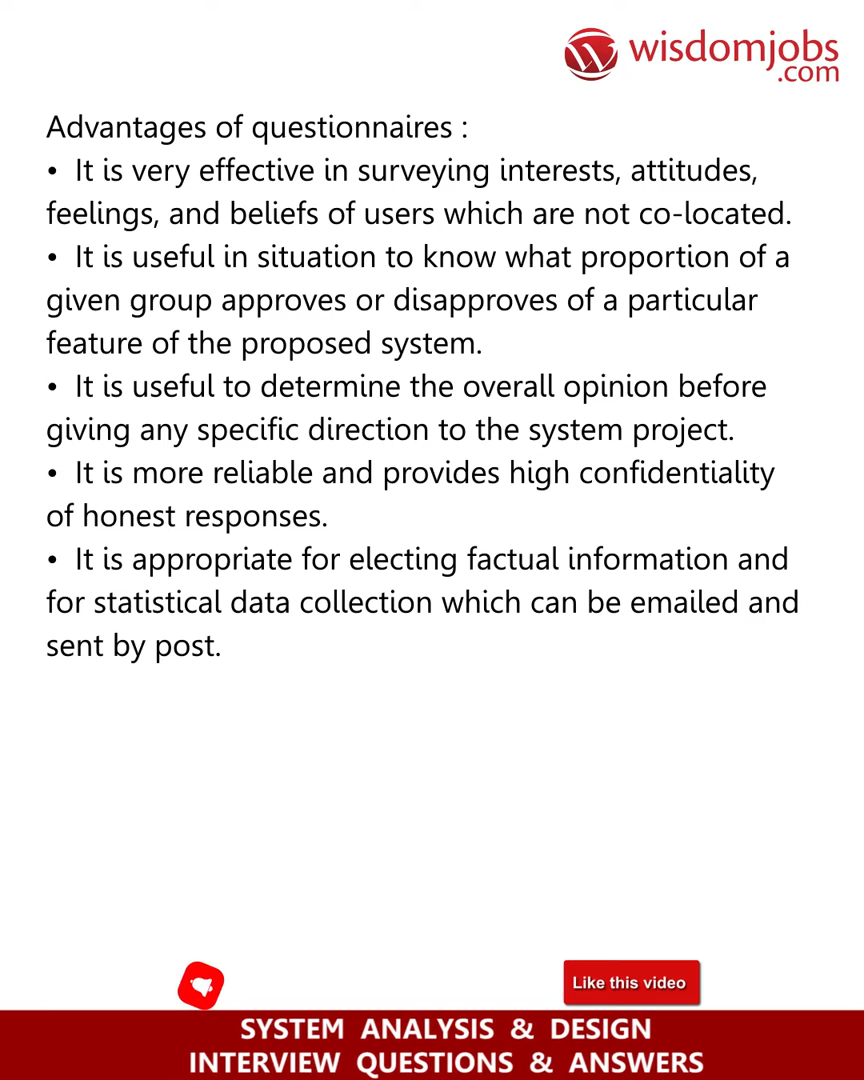 wisdomjobs
.com
Advantages of questionnaires :
• It is very effective in surveying interests, attitudes,
feelings, and beliefs of users which are not co-located.
• It is useful in situation to know what proportion of a
given group approves or disapproves of a particular
feature of the proposed system.
• It is useful to determine the overall opinion before
giving any specific direction to the system project.
• It is more reliable and provides high confidentiality
of honest responses.
• It is appropriate for electing factual information and
for statistical data collection which can be emailed and
sent by post.
Like this video
SYSTEM ANALYSIS & DESIGN
INTERVIEW QUESTIONS & ANSWERS